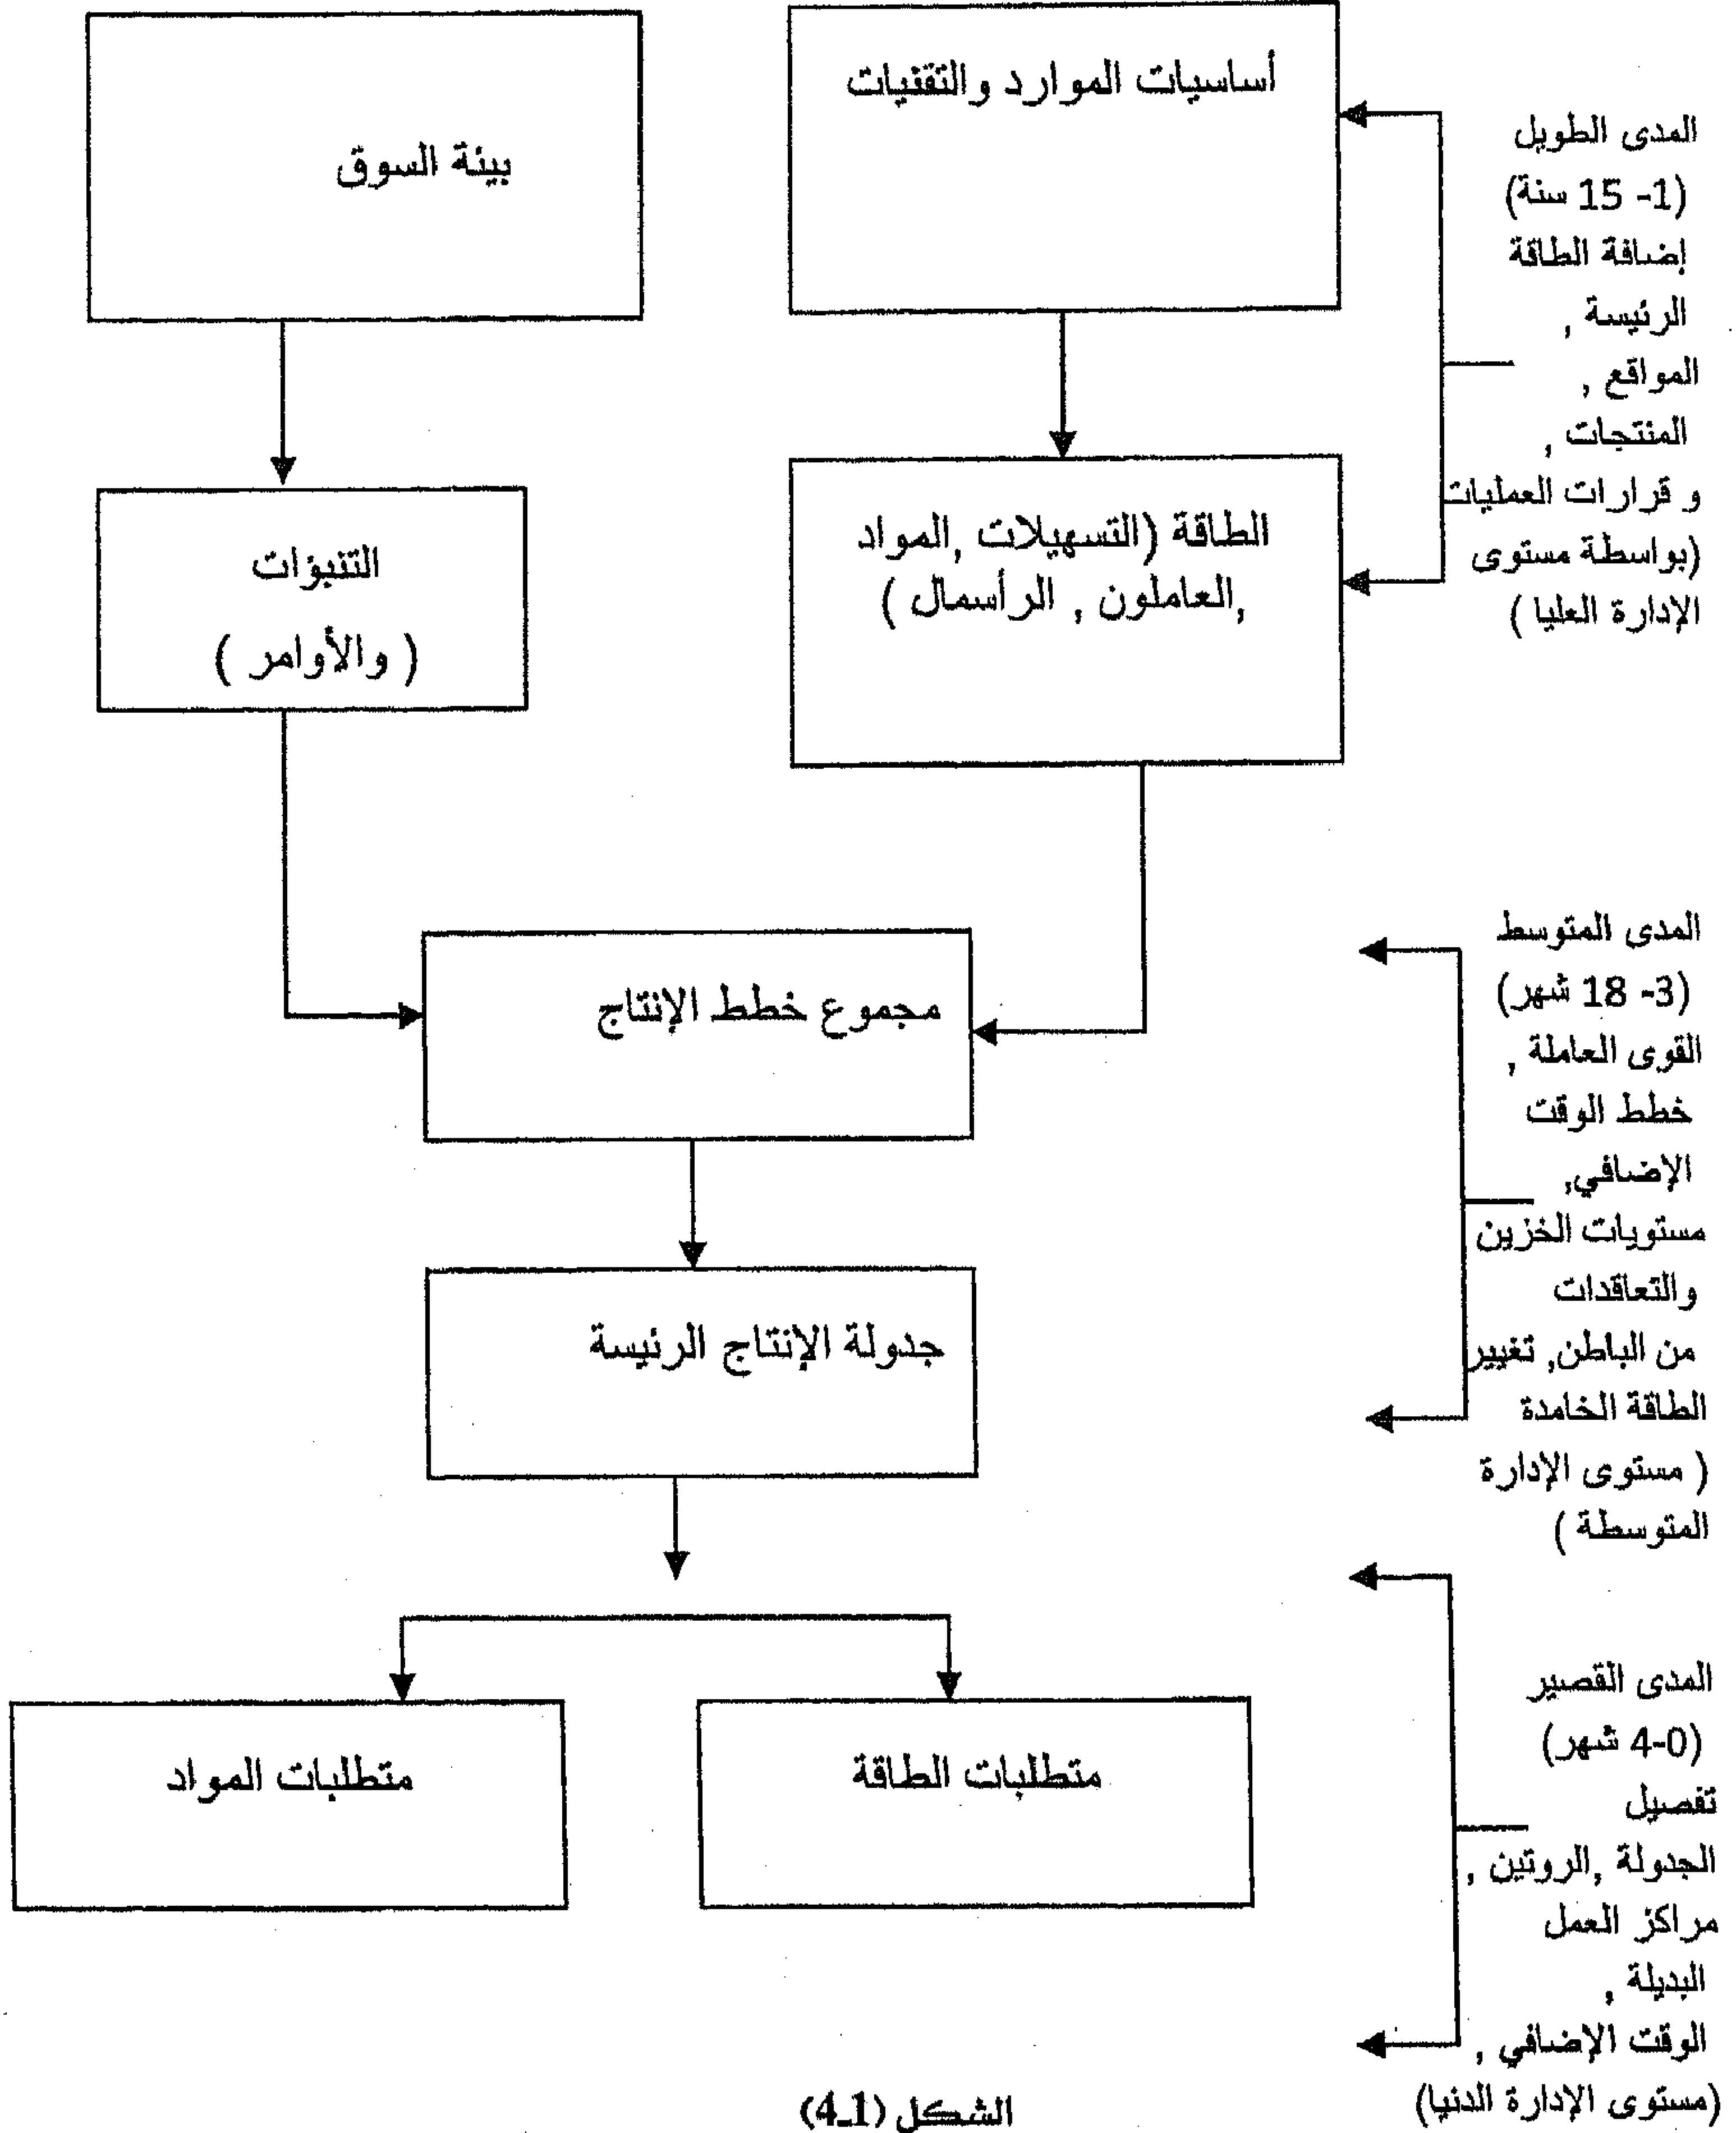 أساسيات الموارد والتقنيات
بيئة السوق
المدى الطويل
(1- 15 سنة)
إضافة الطاقة
الرئيسة ,
المواقع ,
المنتجات ,
و قرارات العمليات
(بواسطة مستوى
الإدارة العليا )
الطاقة (التسهيلات ,المواد
,العاملون , الرأسمال )
التنبؤات
( والأوامر )
المدى المتوسط
(3- 18 شهر)
القوى العاملة ,
خطط الوقت
الإضافي,
مستويات الخزين
والتعاقدات
من الباطن, تغيير
الطاقة الخامدة
( مستوى الإدارة
المتوسطة )
مجموع خطط الإنتاج
جدولة الإنتاج الرئيسة
المدى القصير
(0-4 شهر)
تفصيل
الجدولة ,الروتين ,
مراكز العمل
البديلة ,
الوقت الإضافي ,
(مستوى الإدارة الدنيا)
متطلبات الطاقة
متطلبات المواد
الشكل (1-4)